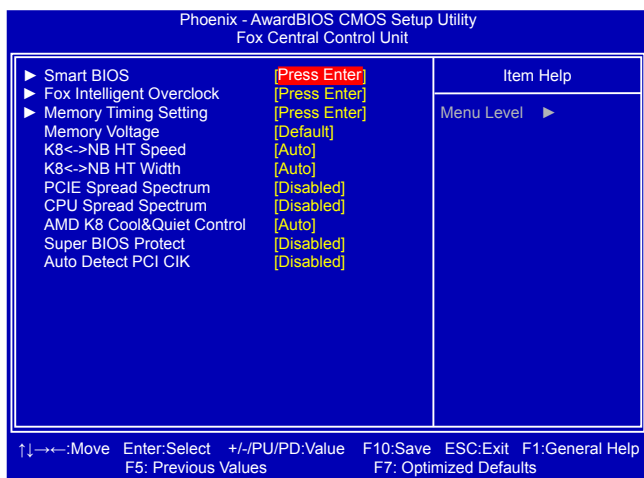 Phoenix - AwardBIOS CMOS Setup Utility
Fox Central Control Unit
► Smart BIOS [Press Enter]
► Fox Intelligent Overclock [Press Enter]
► Memory Timing Setting [Press Enter]
Memory Voltage [Default]
K8<->NB HT Speed [Auto]
K8<->NB HT Width [Auto]
PCIE Spread Spectrum [Disabled]
CPU Spread Spectrum [Disabled]
AMD K8 Cool&Quiet Control [Auto]
Super BIOS Protect [Disabled]
Auto Detect PCI ClK [Disabled]
Item Help
Menu Level ►
↑↓→←:Move Enter:Select +/-/PU/PD:Value F10:Save ESC:Exit F1:General Help
F5: Previous Values F7: Optimized Defaults